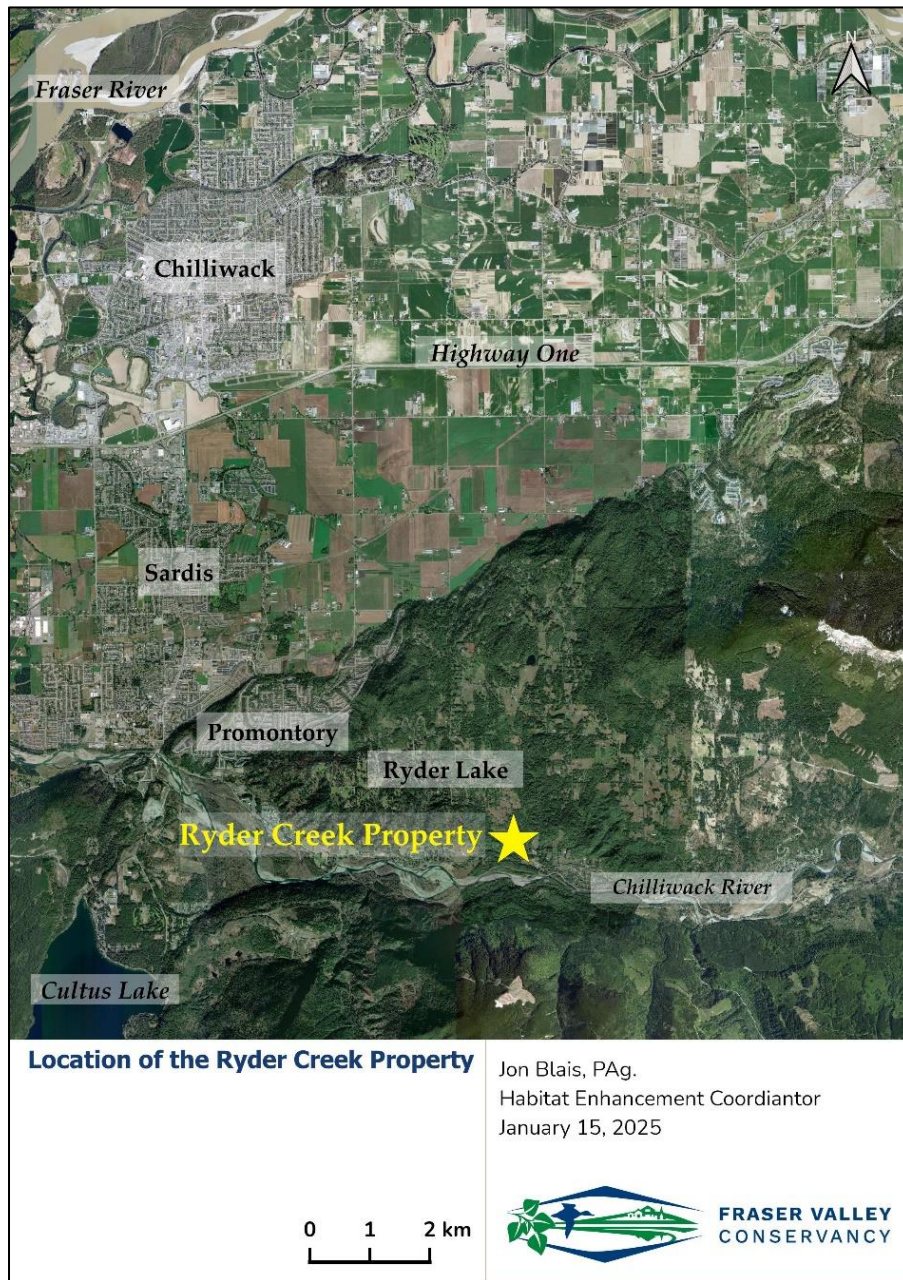 N
Fraser River
Chilliwack
Highway One
Sardis
Promontory
Ryder Lake
Ryder Creek Property
Chilliwack River
Cultus Lake
Location of the Ryder Creek Property
Jon Blais, PAg.
Habitat Enhancement Coordiantor
January 15, 2025
0 1 2 km
FRASER VALLEY
CONSERVANCY